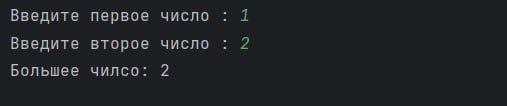 Введите первое число : 1
Введите второе число : 2
Большее чилсо: 2